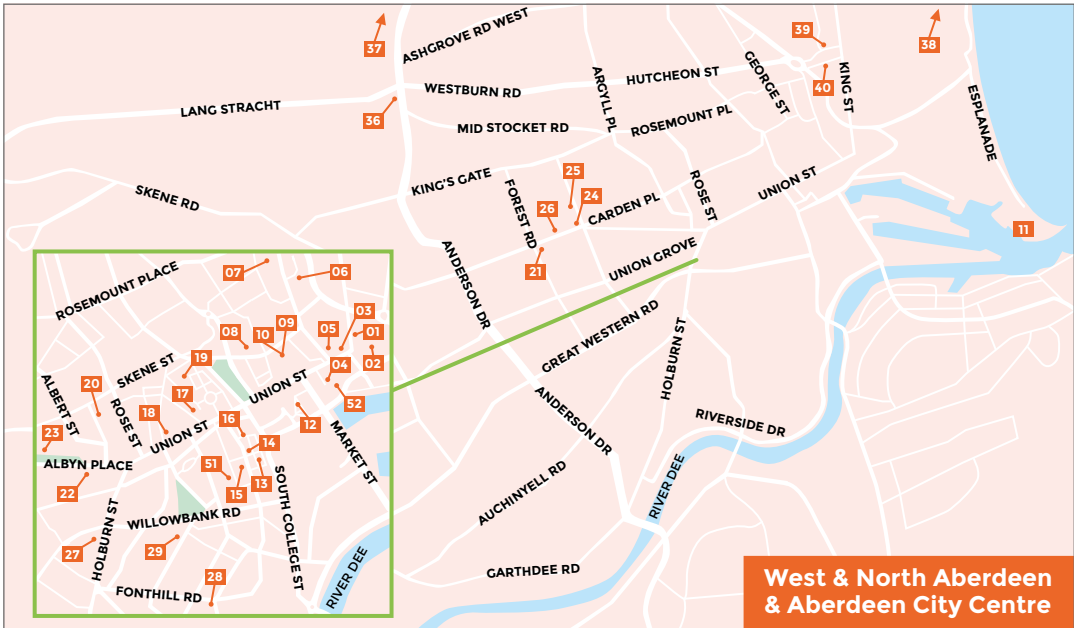 37
ASHGROVE RD WEST
39
38
ARGYLL PL
HUTCHEON ST
GEORGE ST
KING ST
40
WESTBURN RD
LANG STRACHT
36
MID STOCKET RD
ROSEMOUNT PL
ESPLANADE
KING'S GATE
SKENE RD
FOREST RD
25
24
26
CARDEN PL
ROSE ST
UNION ST
11
21
UNION GROVE
ANDERSON DR
GREAT WESTERN RD
HOLBURN ST
ANDERSON DR
RIVERSIDE DR
AUCHINYELL RD
RIVER DEE
GARTHDEE RD
ROSEMOUNT PLACE
07
06
03
08
10
09
05
01
02
04
52
19
SKENE ST
UNION ST
ALBERT ST
20
ROSE ST
17
18
16
12
MARKET ST
23
UNION ST
14
ALBYN PLACE
22
51
15
13
SOUTH COLLEGE ST
HOLBURN ST
WILLOWBANK RD
27
29
28
FONTHILL RD
RIVER DEE
West & North Aberdeen
& Aberdeen City Centre